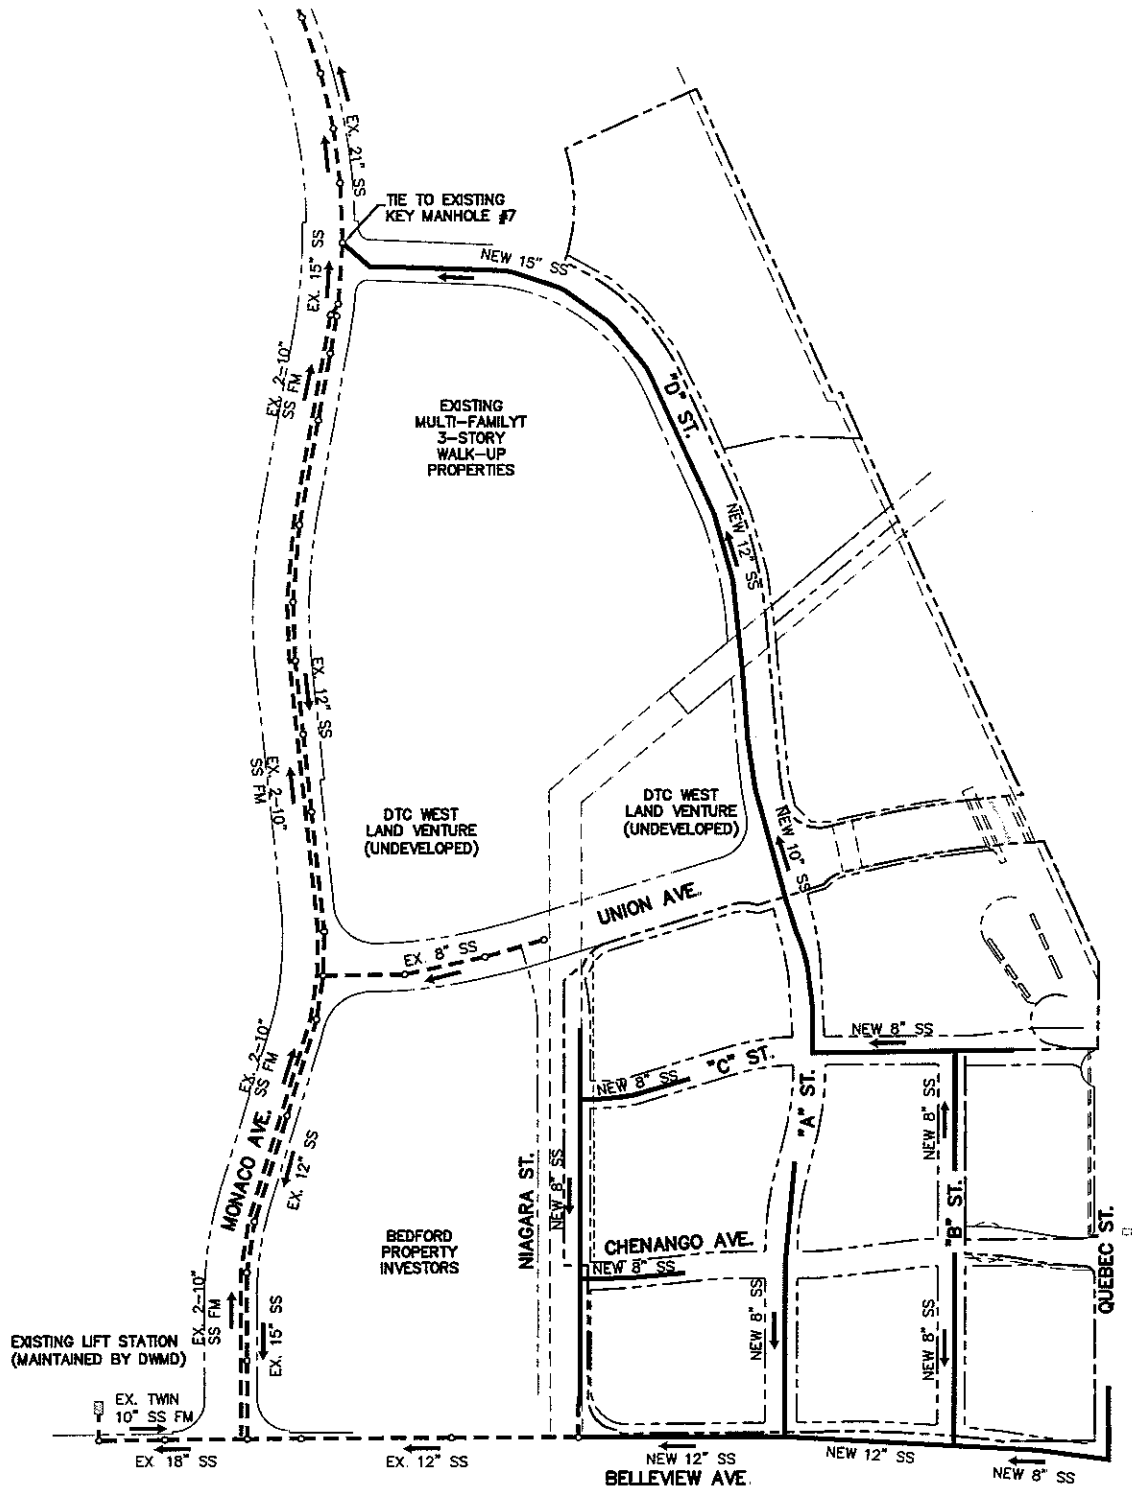 EX. 21" SS
TIE TO EXISTING
KEY MANHOLE #7
EX. 15" SS
NEW 15" SS
EX. 2-10"
SS FM
"D" ST.
EXISTING
MULTI-FAMILYT
3-STORY
WALK-UP
PROPERTIES
NEW 12" SS
EX. 12" SS
EX. 2-10"
SS FM
DTC WEST
LAND VENTURE
(UNDEVELOPED)
DTC WEST
LAND VENTURE
(UNDEVELOPED)
NEW 10" SS
UNION AVE.
EX. 8" SS
NEW 8" SS
EX. 2-10"
SS FM
"C" ST.
NEW 8" SS
"A" ST.
NEW 8" SS
MONACO AVE.
EX. 12" SS
NIAGARA ST.
NEW 8" SS
"B" ST.
BEDFORD
PROPERTY
INVESTORS
CHENANGO AVE.
NEW 8" SS
QUEBEC ST.
EX. 2-10"
SS FM
EX. 15" SS
NEW 8" SS
NEW 8" SS
EXISTING LIFT STATION
(MAINTAINED BY DWMD)
EX. TWIN
10" SS FM
EX. 18" SS
EX. 12" SS
NEW 12" SS
NEW 12" SS
NEW 8" SS
BELLEVIEW AVE.